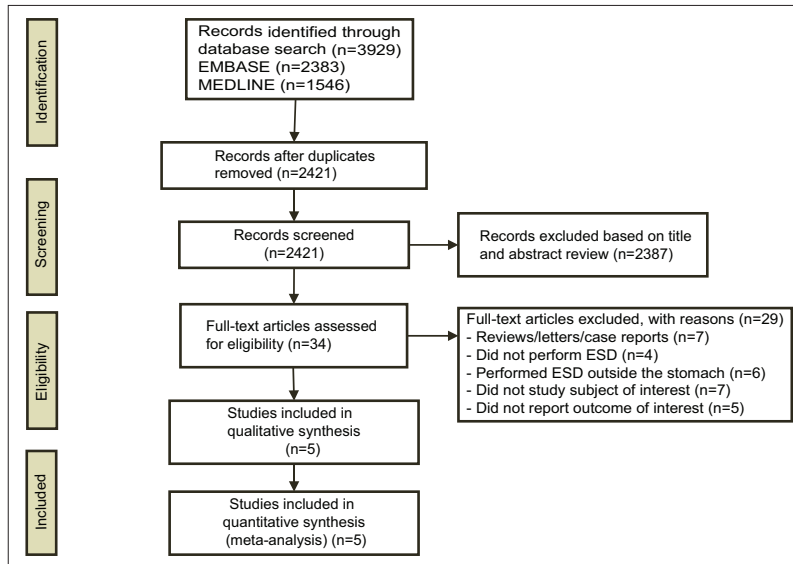 Identification
Records identified through
database search (n=3929)
EMBASE (n=2383)
MEDLINE (n=1546)
Records after duplicates
removed (n=2421)
Screening
Records screened
(n=2421)
Records excluded based on title
and abstract review (n=2387)
Eligibility
Full-text articles assessed
for eligibility (n=34)
Full-text articles excluded, with reasons (n=29)
- Reviews/letters/case reports (n=7)
- Did not perform ESD (n=4)
- Performed ESD outside the stomach (n=6)
- Did not study subject of interest (n=7)
- Did not report outcome of interest (n=5)
Studies included in
qualitative synthesis
(n=5)
Included
Studies included in
quantitative synthesis
(meta-analysis) (n=5)